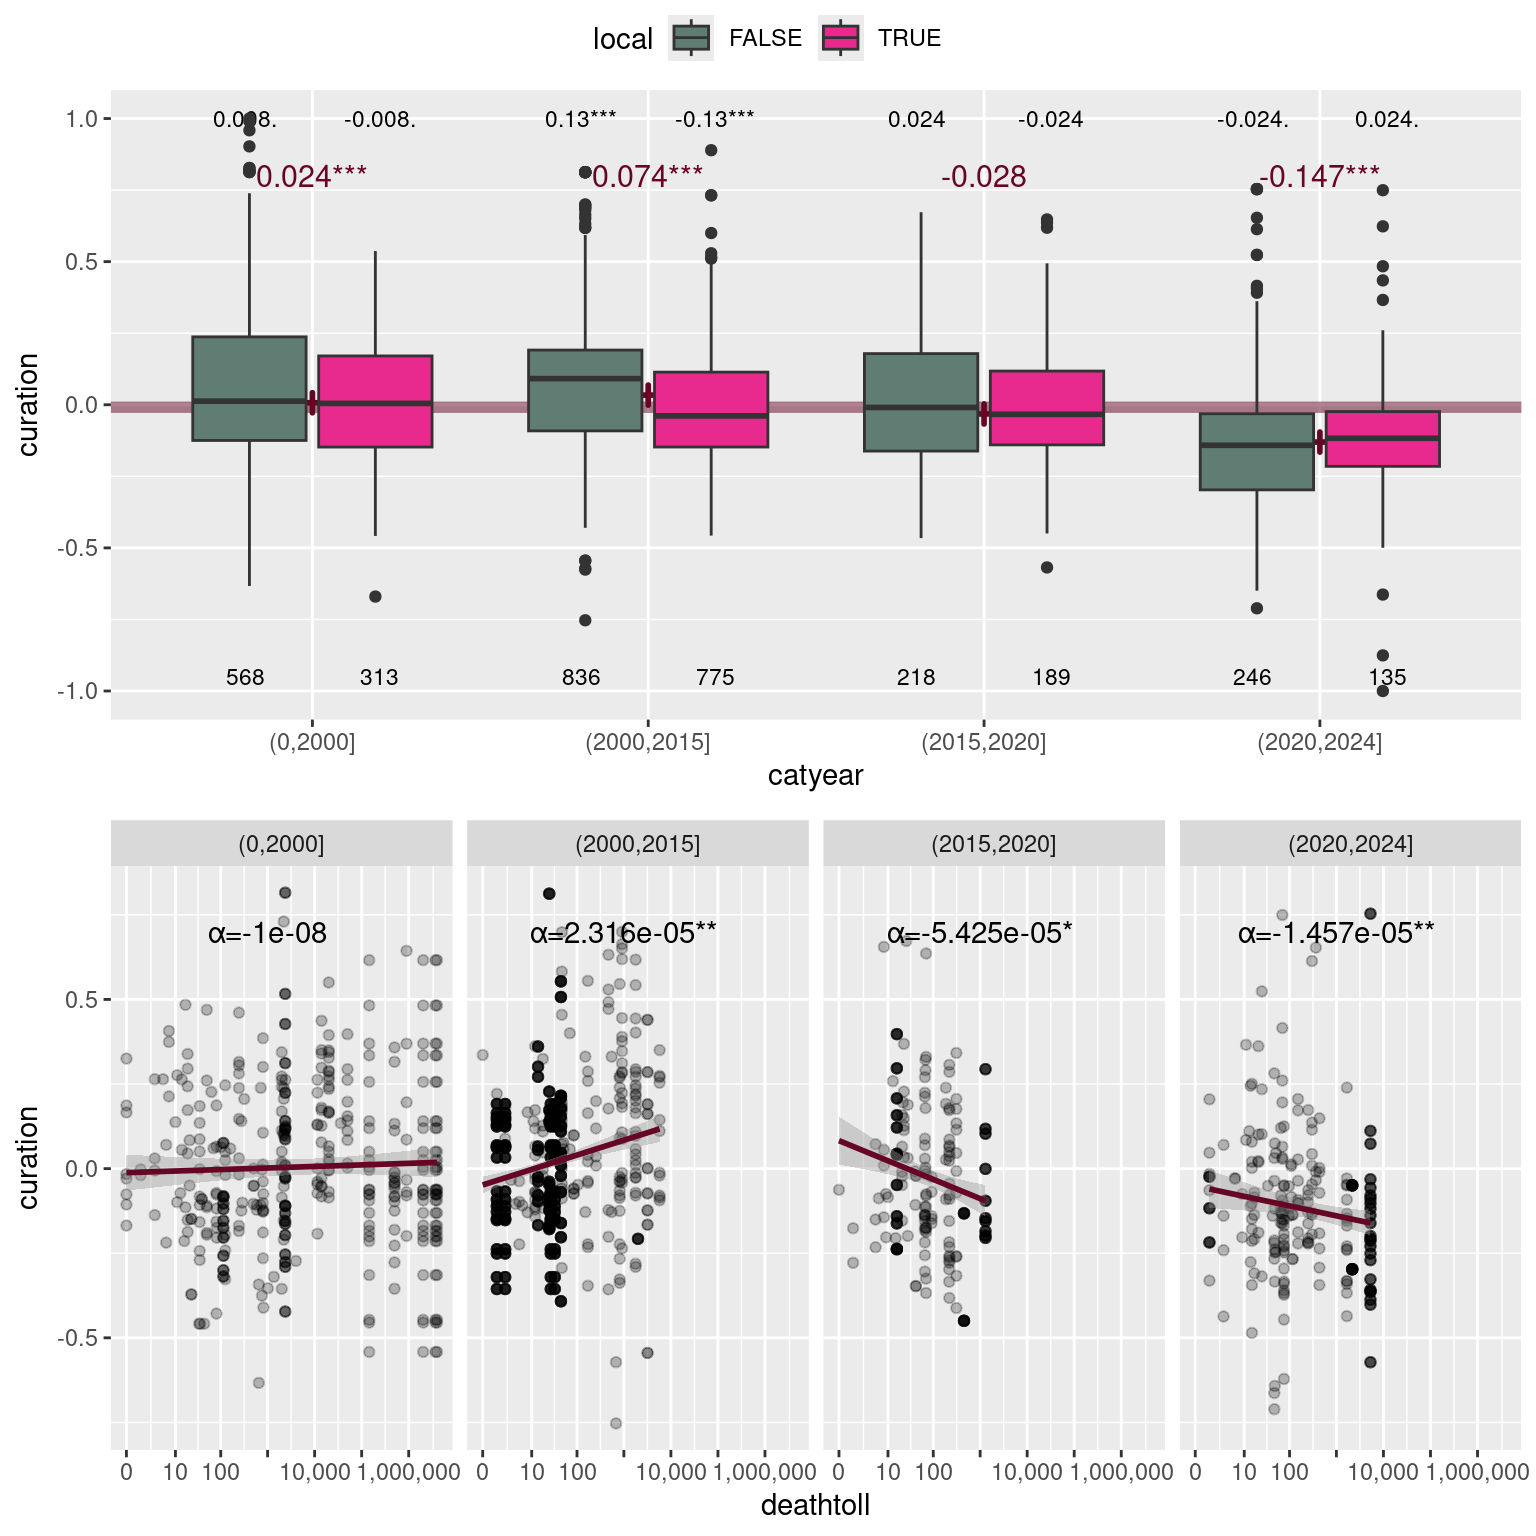 local FALSE TRUE
1.0
0.5
0.0
-0.5
-1.0
curation
0.008. -0.008. 0.13*** -0.13*** 0.024 -0.024 -0.024. 0.024.
0.024*** 0.074*** -0.028 -0.147***
568 313 836 775 218 189 246 135
(0,2000] (2000,2015] (2015,2020] (2020,2024]
catyear
(0,2000] (2000,2015] (2015,2020] (2020,2024]
α=-1e-08 α=2.316e-05** α=-5.425e-05* α=-1.457e-05**
0.5
0.0
-0.5
curation
0 10 100 10,000 1,000,000 0 10 100 10,000 1,000,000 0 10 100 10,000 1,000,000 0 10 100 10,000 1,000,000
deathtoll